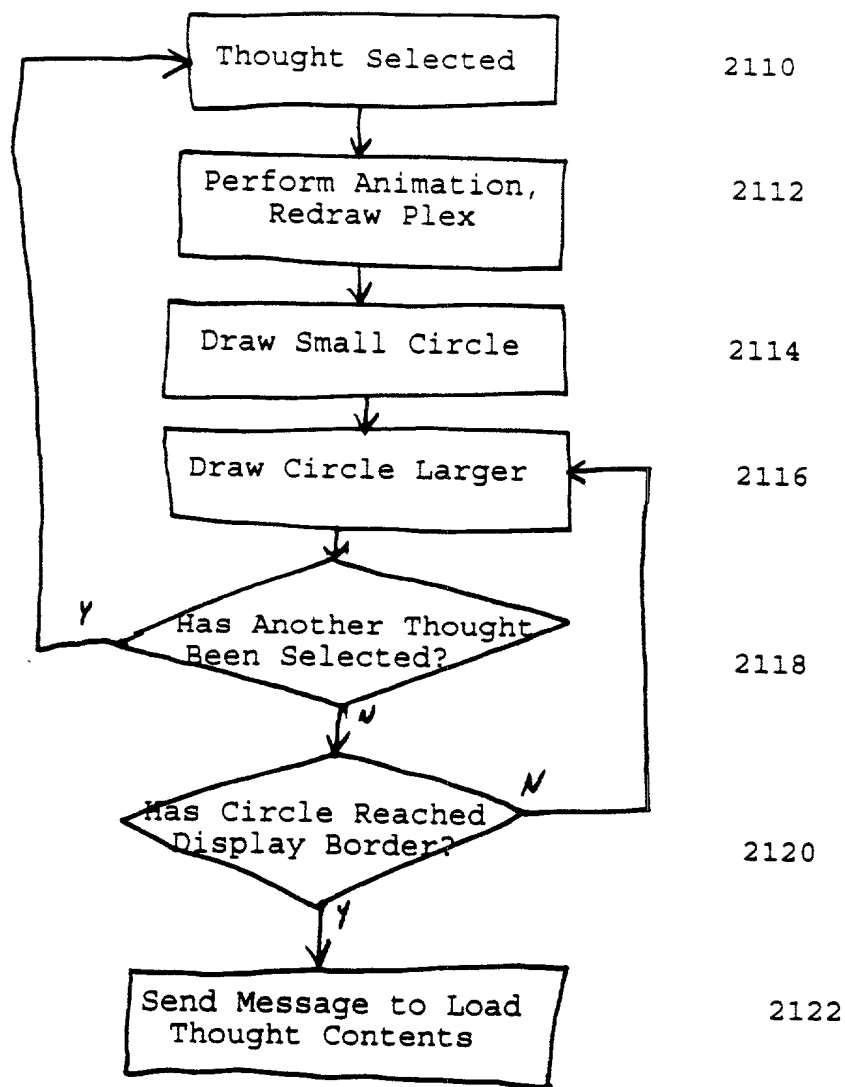 Thought Selected 2110
Perform Animation, 2112
Redraw Plex
Draw Small Circle 2114
Draw Circle Larger 2116
Y
Has Another Thought
Been Selected? 2118
N
N
Has Circle Reached
Display Border? 2120
Y
Send Message to Load
Thought Contents 2122